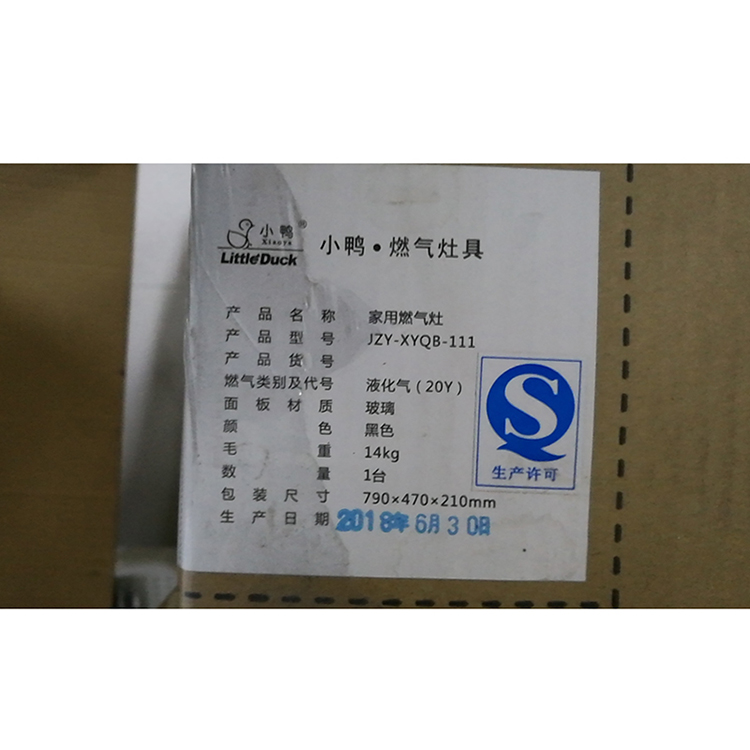 小鸭®
Xiaoya
LittleDuck
小鸭·燃气灶具
产品名称 家用燃气灶
产品型号 JZY-XYQB-111
产品货号
燃气类别及代号 液化气(20Y)
面板材质 玻璃
颜色 黑色
毛重 14kg
数量 1台
包装尺寸 790×470×210mm
生产日期 2018年6月30日
S
生产许可